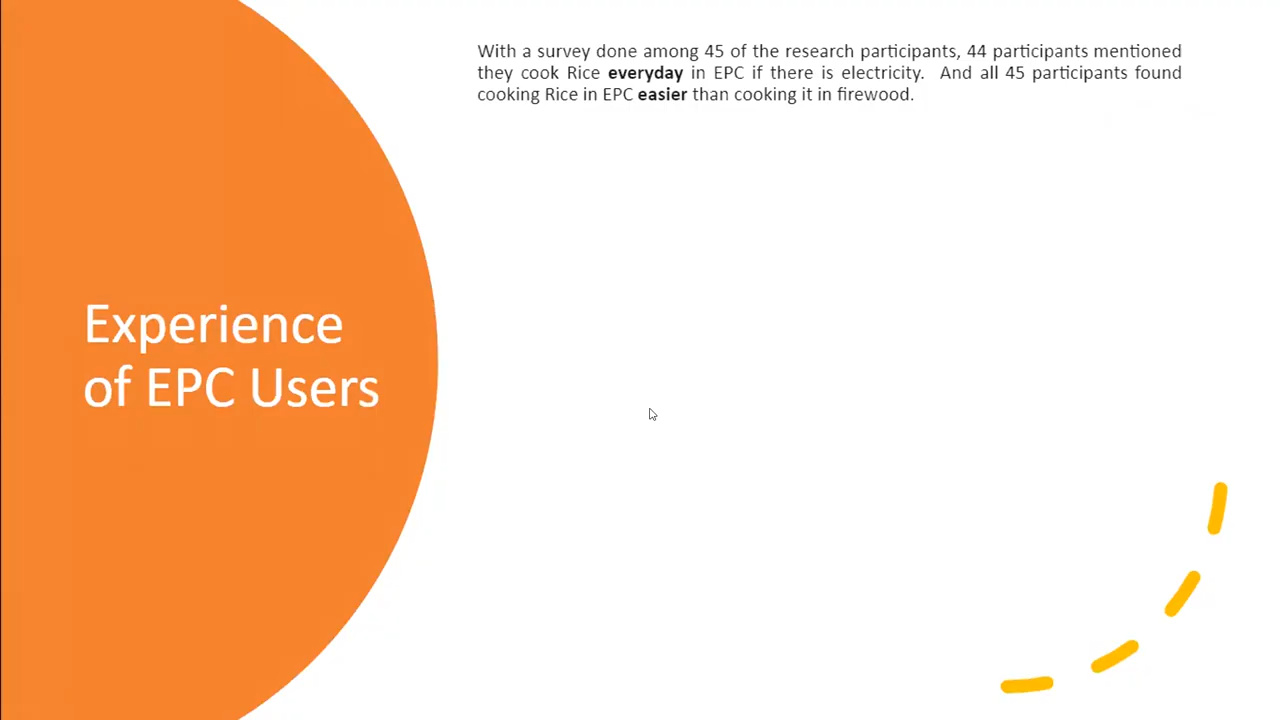 With a survey done among 45 of the research participants, 44 participants mentioned
they cook Rice everyday in EPC if there is electricity. And all 45 participants found
cooking Rice in EPC easier than cooking it in firewood.
Experience
of EPC Users